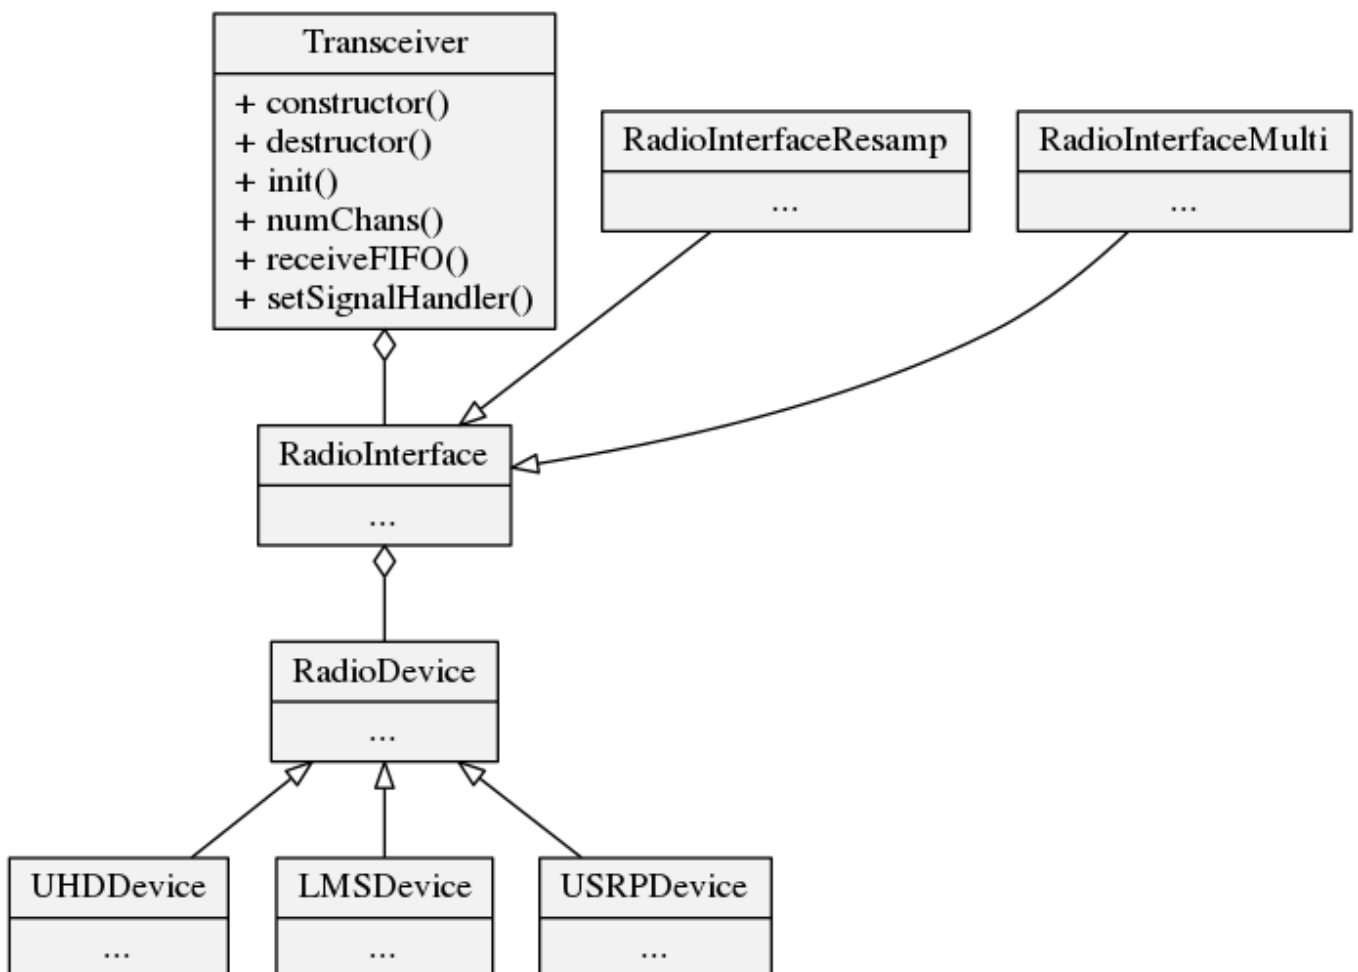 Transceiver
+ constructor()
+ destructor()
+ init()
+ numChans()
+ receiveFIFO()
+ setSignalHandler()
RadioInterfaceResamp
...
RadioInterfaceMulti
...
RadioInterface
...
RadioDevice
...
UHDDevice
...
LMSDevice
...
USRPDevice
...